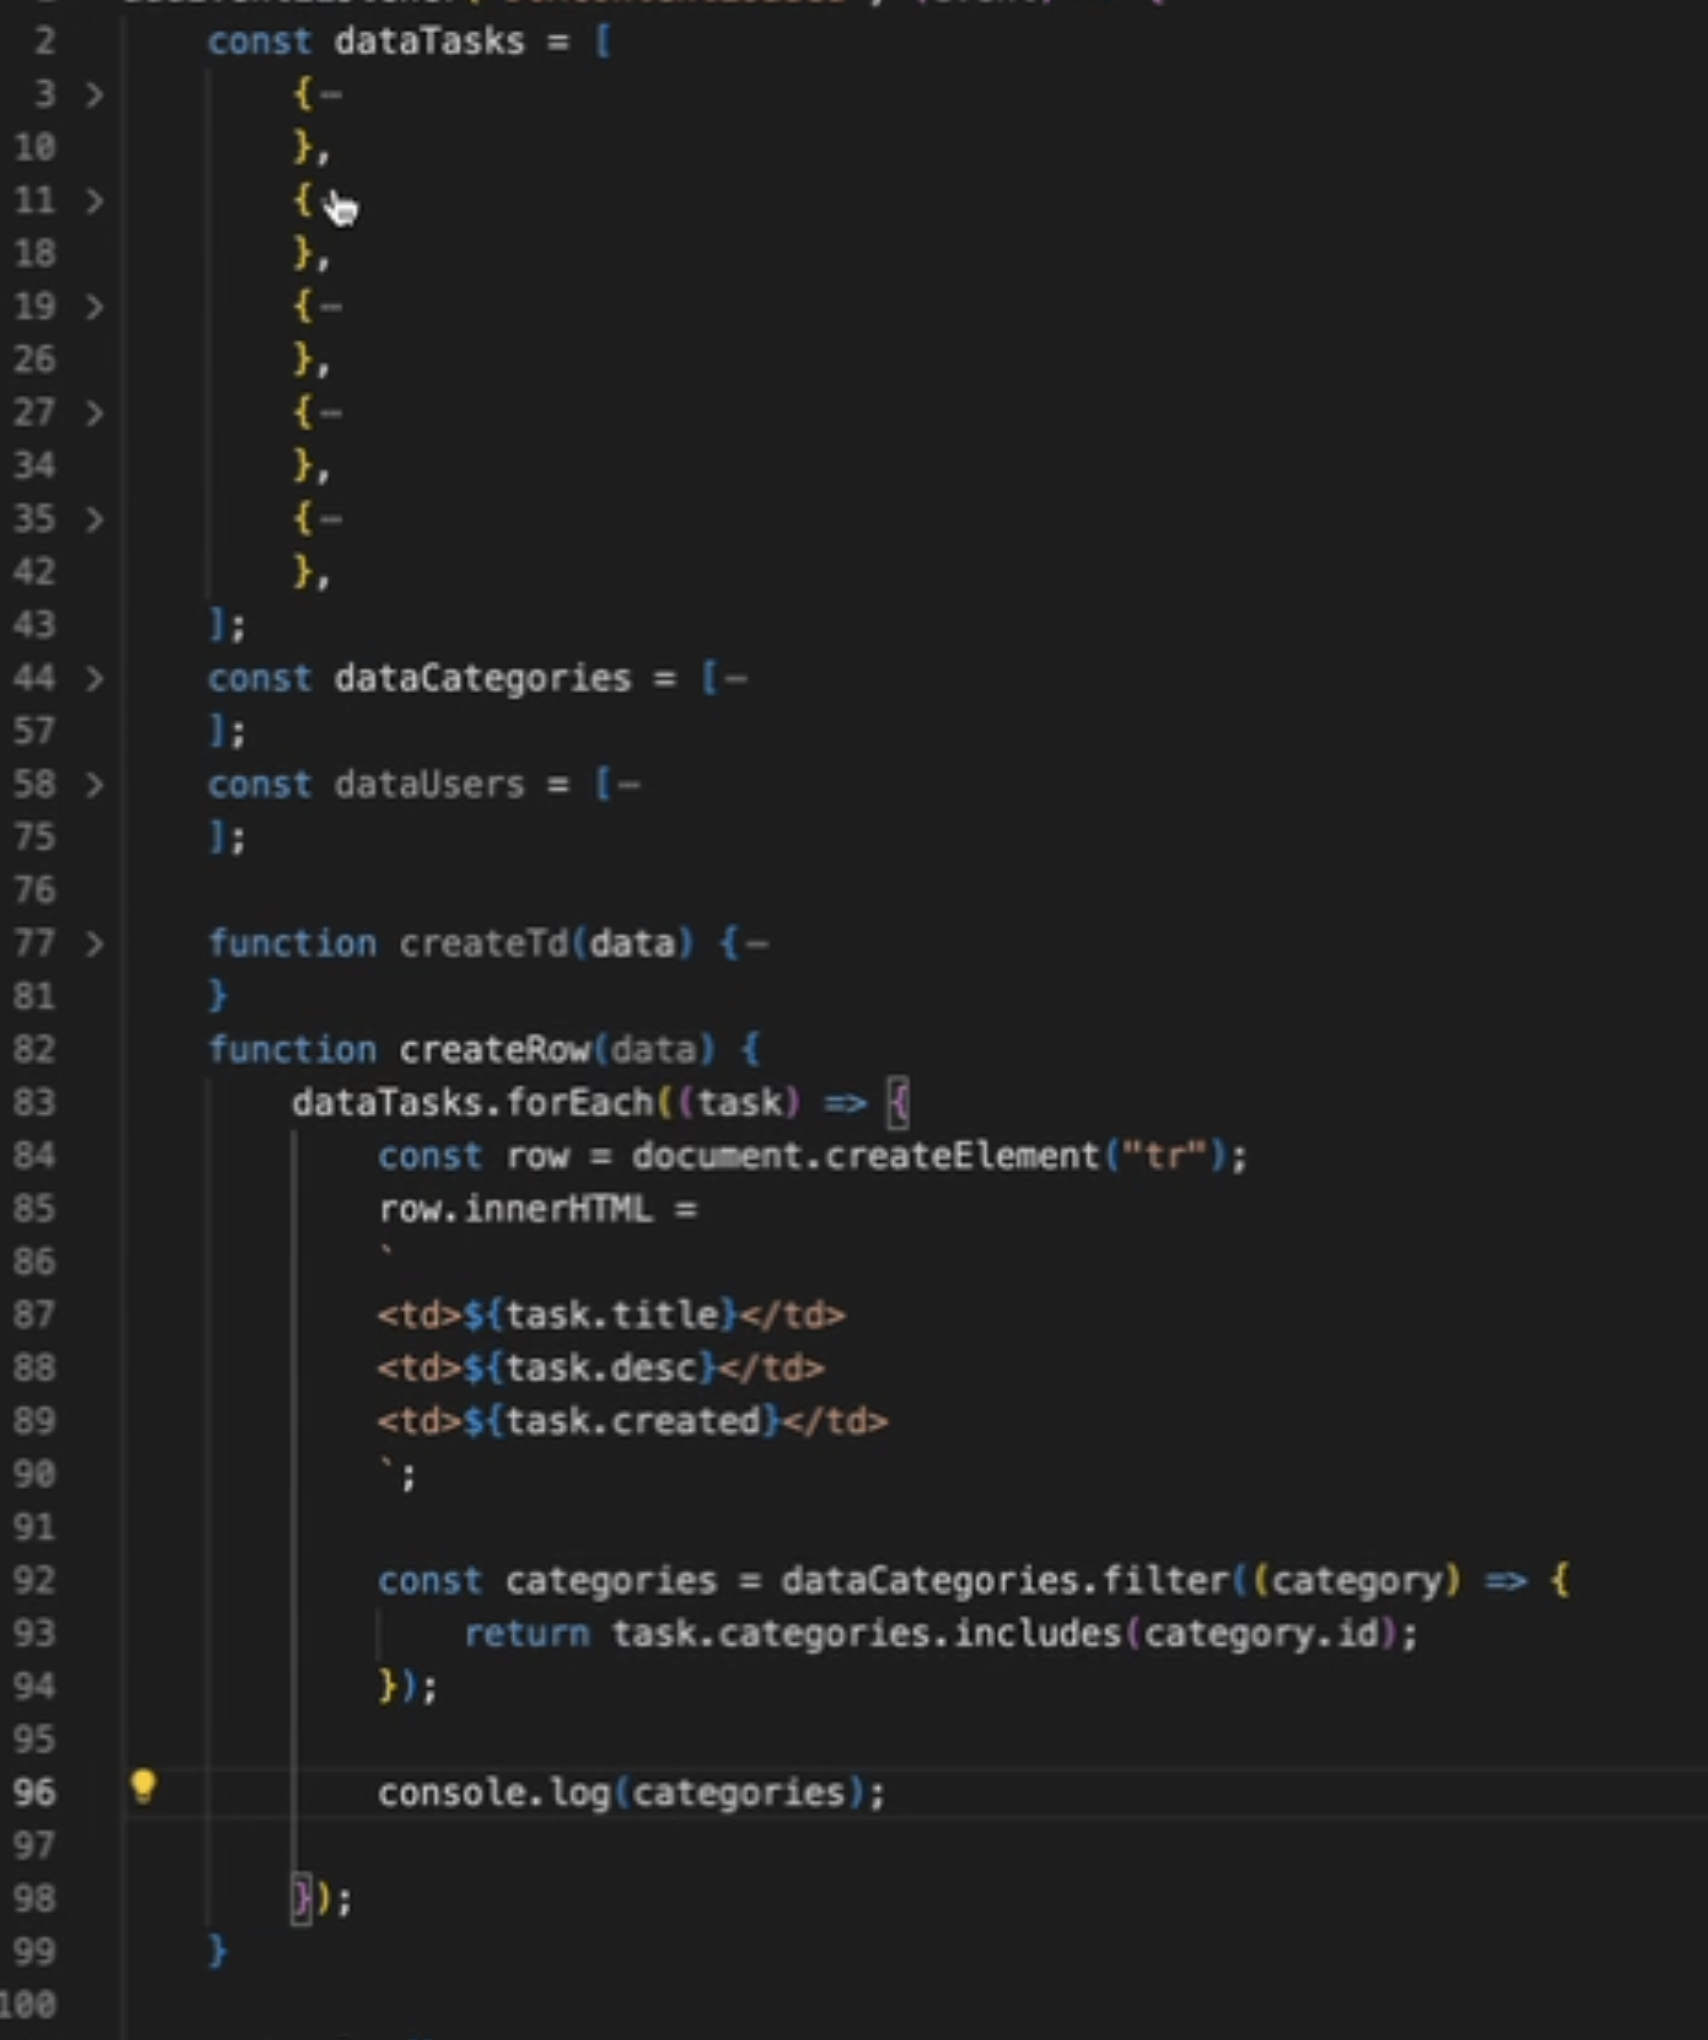 2 const dataTasks = [
3 > {
10 },
11 > {
18 },
19 > {
26 },
27 > {
34 },
35 > {
42 },
43 ];
44 > const dataCategories = [
57 ];
58 > const dataUsers = [
75 ];
76
77 > function createTd(data) {
81 }
82 function createRow(data) {
83 dataTasks.forEach((task) => {
84 const row = document.createElement("tr");
85 row.innerHTML =
86 `
87 <td>${task.title}</td>
88 <td>${task.desc}</td>
89 <td>${task.created}</td>
90 `;
91
92 const categories = dataCategories.filter((category) => {
93 return task.categories.includes(category.id);
94 });
95
96 console.log(categories);
97
98 });
99 }
100